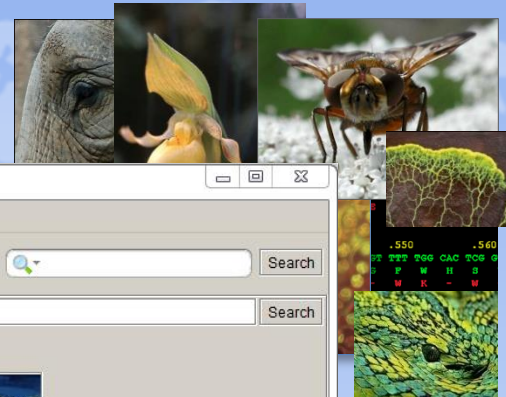 Search
.550 .560
GT TTT TGG CAC TCG G
G F W H S
- W K - W
Search